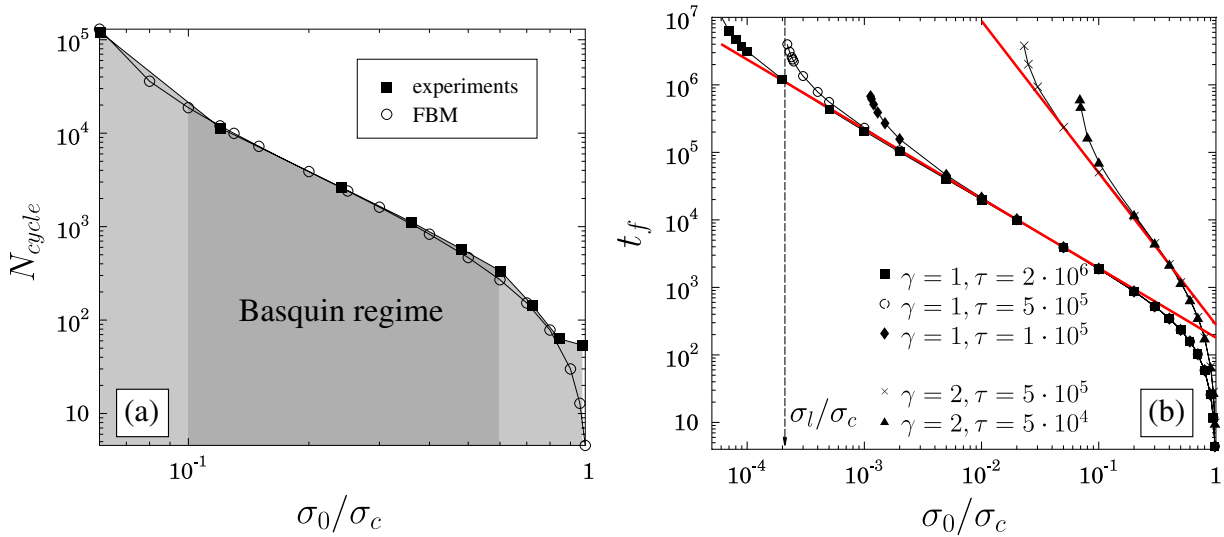 10^5
10^4
10^3
10^2
10
N_{cycle}
experiments
FBM
Basquin regime
(a)
10^{-1}
1
σ_0/σ_c
10^7
10^6
10^5
10^4
10^3
10^2
10
t_f
γ = 1, τ = 2 · 10^6
γ = 1, τ = 5 · 10^5
γ = 1, τ = 1 · 10^5
γ = 2, τ = 5 · 10^5
γ = 2, τ = 5 · 10^4
σ_l/σ_c
(b)
10^{-4}
10^{-3}
10^{-2}
10^{-1}
1
σ_0/σ_c